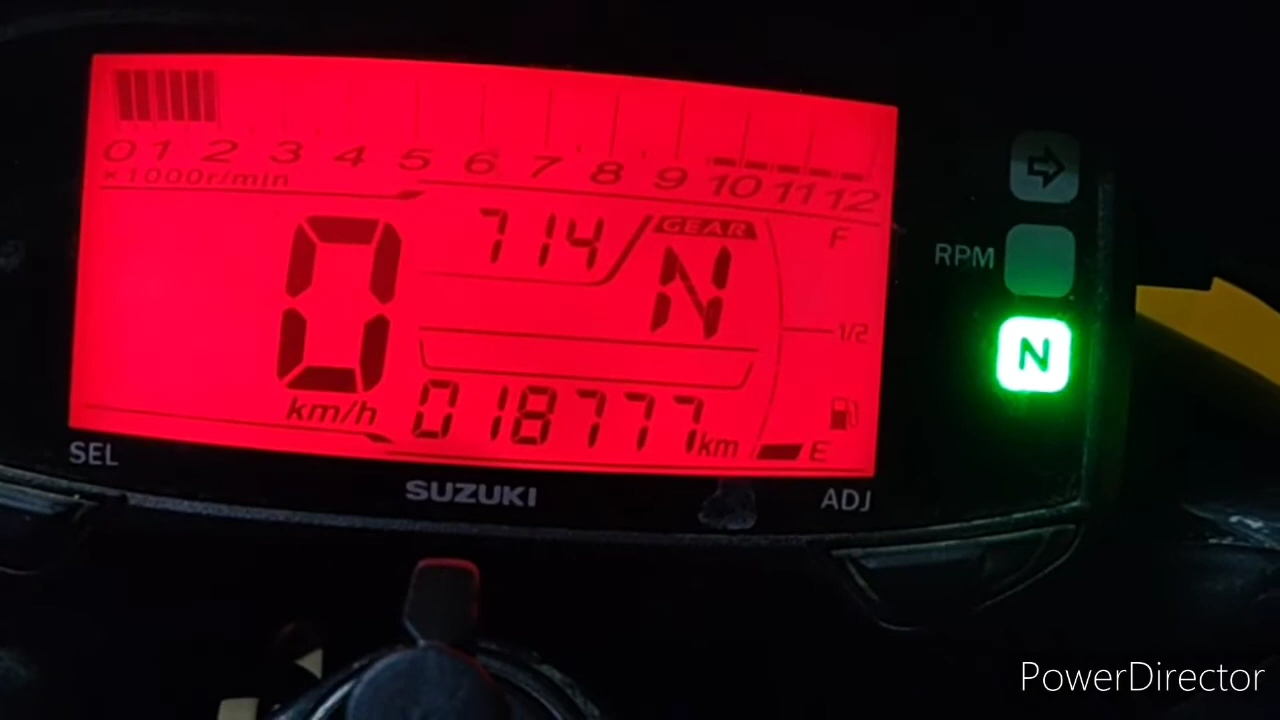 0 1 2 3 4 5 6 7 8 9 10 11 12
×1000r/min
714 GEAR F
0 N
1/2
km/h 018777 km E
SEL SUZUKI ADJ
RPM
N
PowerDirector